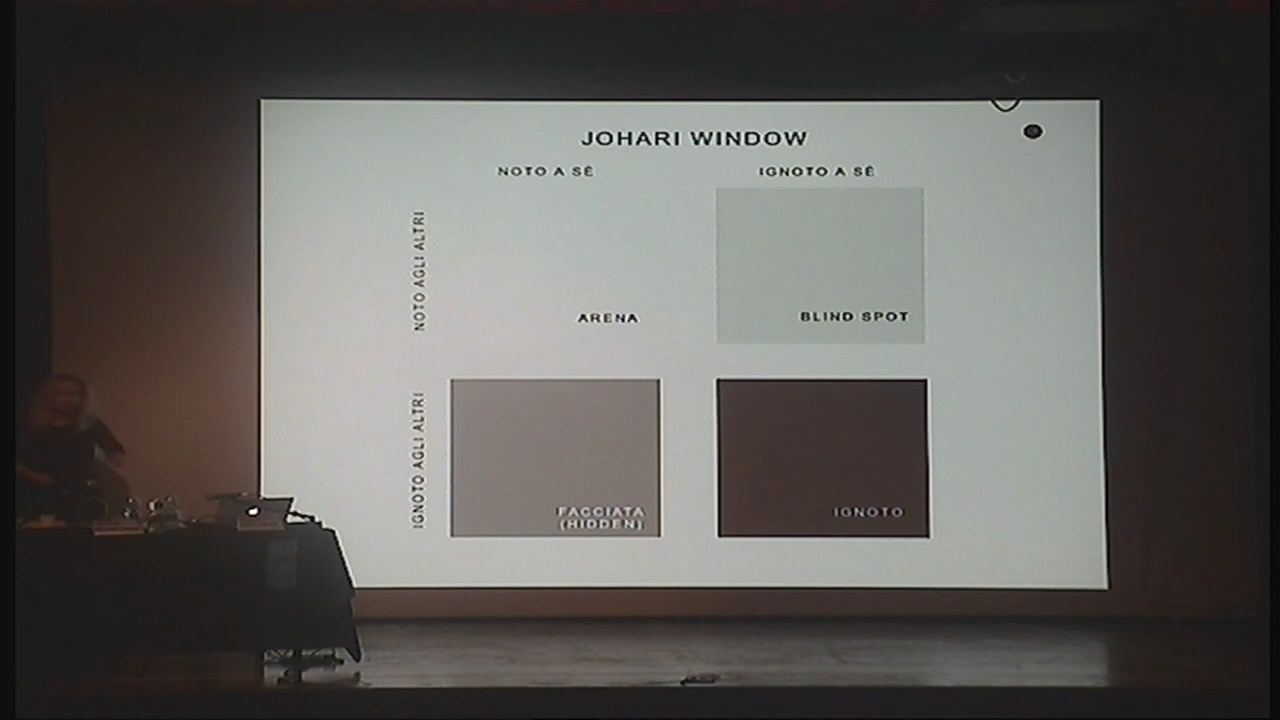 JOHARI WINDOW
NOTO A SÈ
IGNOTO A SÈ
NOTO AGLI ALTRI
ARENA
BLIND SPOT
IGNOTO AGLI ALTRI
FACCIATA
(HIDDEN)
IGNOTO